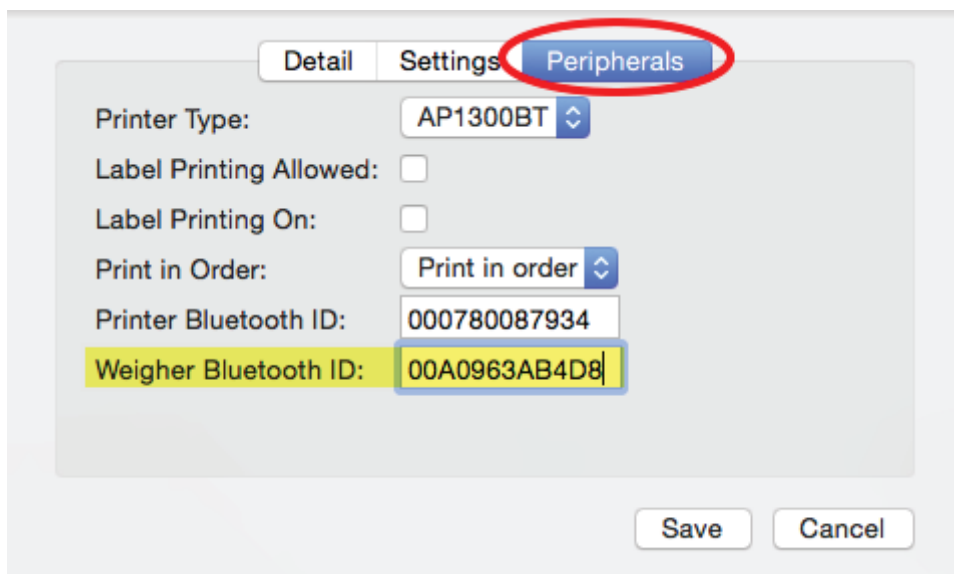 Detail Settings Peripherals
Printer Type: AP1300BT
Label Printing Allowed:
Label Printing On:
Print in Order: Print in order
Printer Bluetooth ID: 000780087934
Weigher Bluetooth ID: 00A0963AB4D8
Save Cancel